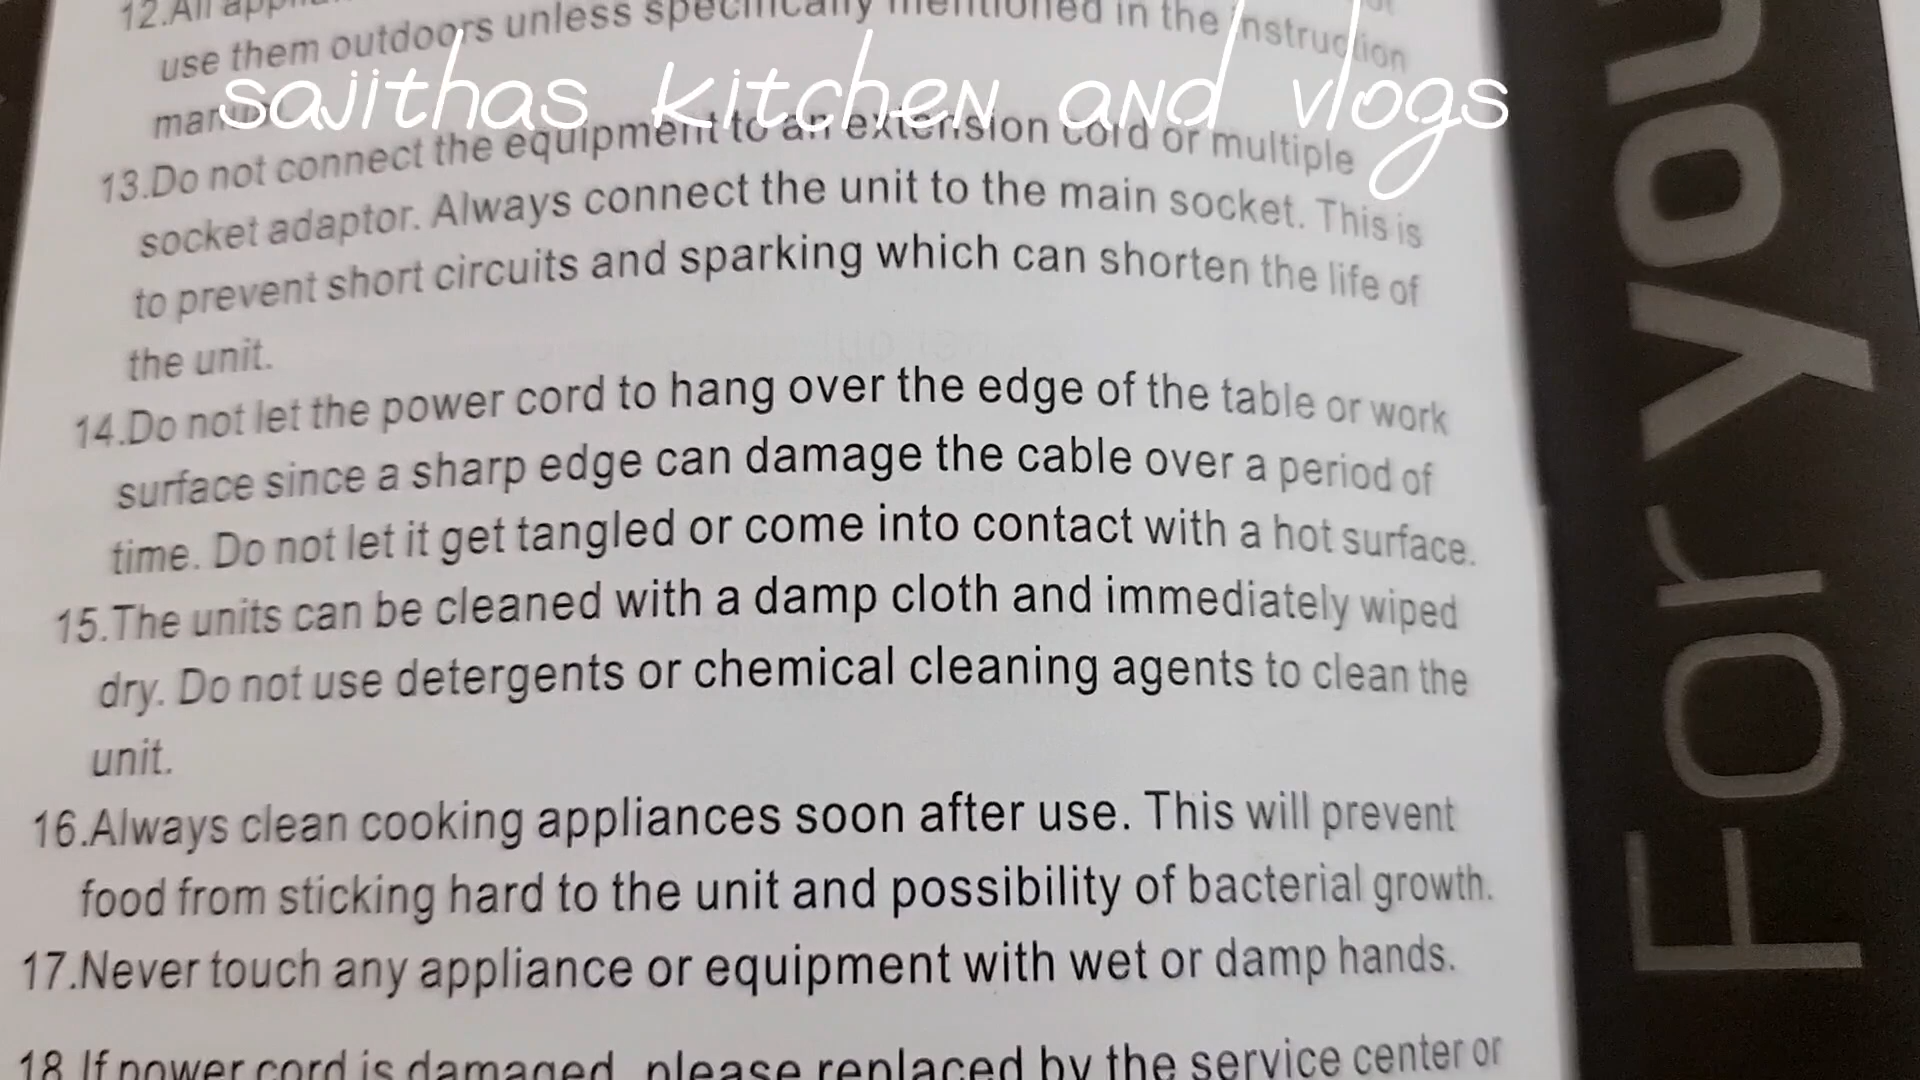 12.All
use them outdoors unless specifically mentioned in the instruction
sajithas kitchen and vlogs
manual.
13.Do not connect the equipment to an extension cord or multiple
socket adaptor. Always connect the unit to the main socket. This is
to prevent short circuits and sparking which can shorten the life of
the unit.
14.Do not let the power cord to hang over the edge of the table or work
surface since a sharp edge can damage the cable over a period of
time. Do not let it get tangled or come into contact with a hot surface.
15.The units can be cleaned with a damp cloth and immediately wiped
dry. Do not use detergents or chemical cleaning agents to clean the
unit.
16.Always clean cooking appliances soon after use. This will prevent
food from sticking hard to the unit and possibility of bacterial growth.
17.Never touch any appliance or equipment with wet or damp hands.
18.If power cord is damaged, please replaced by the service center or
For you